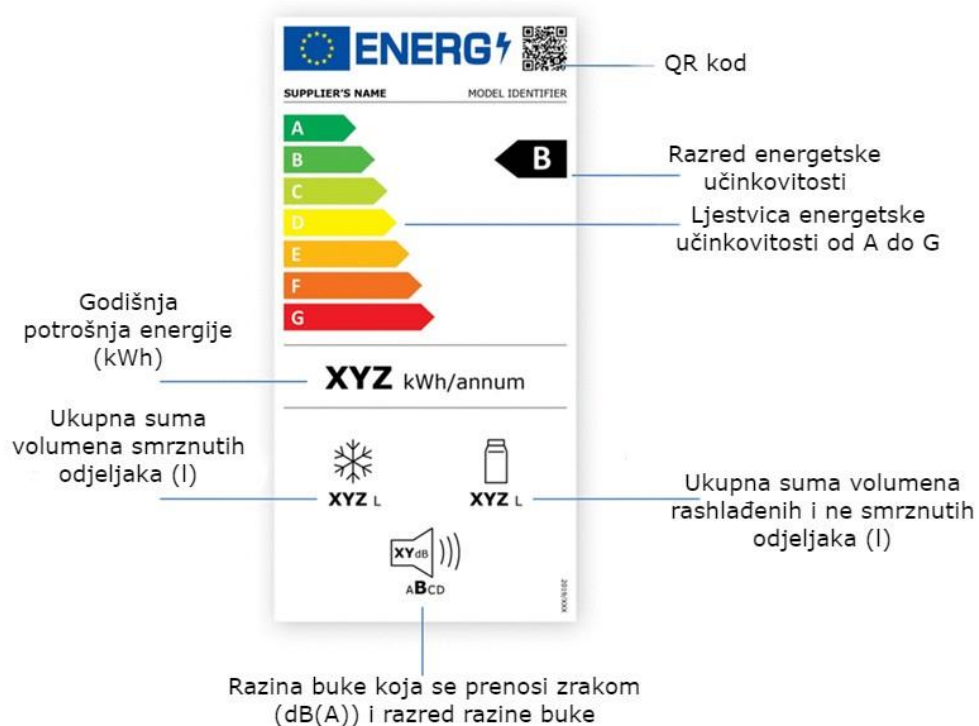 ENERG
QR kod
SUPPLIER'S NAME MODEL IDENTIFIER
A
B
B
C
D
E
F
G
Razred energetske
učinkovitosti
Ljestvica energetske
učinkovitosti od A do G
Godišnja
potrošnja energije
(kWh)
XYZ kWh/annum
Ukupna suma
volumena smrznutih
odjeljaka (l)
XYZ L
XYZ L
Ukupna suma volumena
rashlađenih i ne smrznutih
odjeljaka (l)
XY dB
ABCD
2019/XXX
Razina buke koja se prenosi zrakom
(dB(A)) i razred razine buke